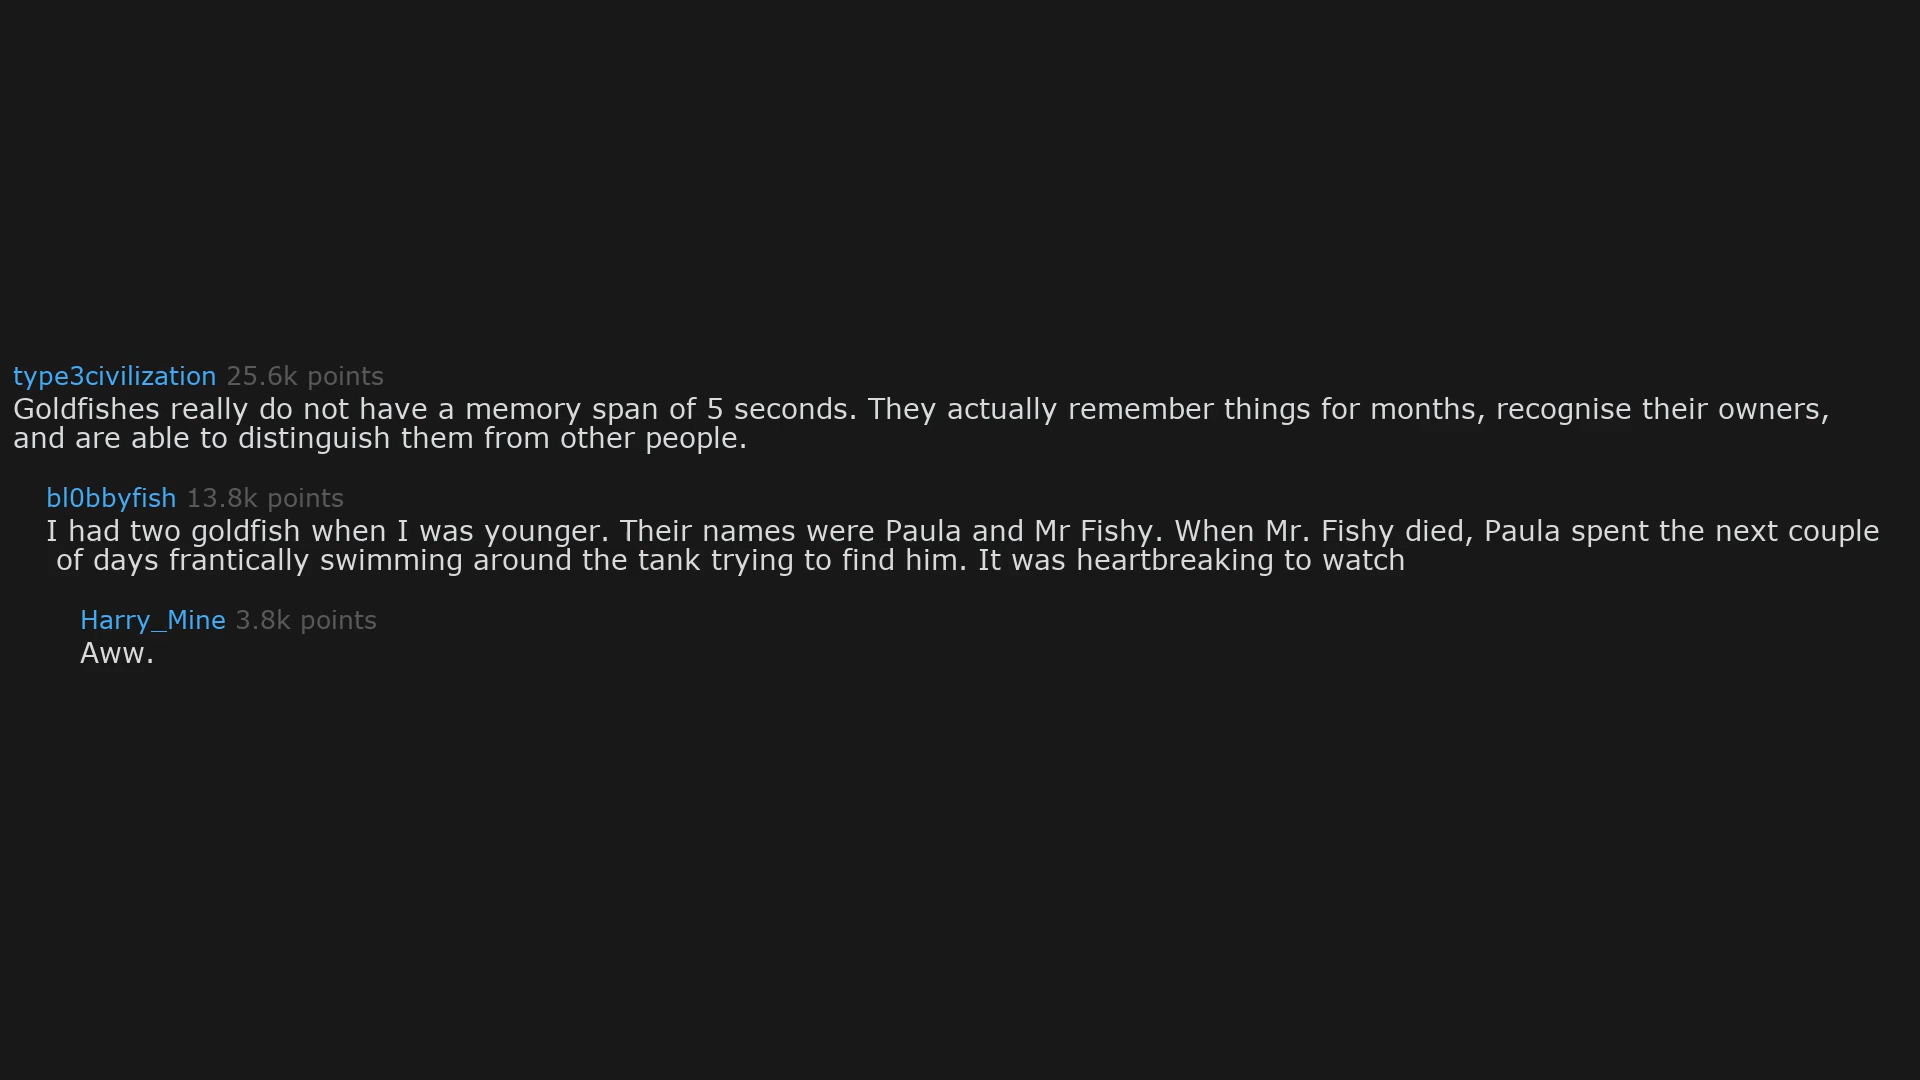 type3civilization 25.6k points
Goldfishes really do not have a memory span of 5 seconds. They actually remember things for months, recognise their owners,
and are able to distinguish them from other people.
bl0bbyfish 13.8k points
I had two goldfish when I was younger. Their names were Paula and Mr Fishy. When Mr. Fishy died, Paula spent the next couple
of days frantically swimming around the tank trying to find him. It was heartbreaking to watch
Harry_Mine 3.8k points
Aww.